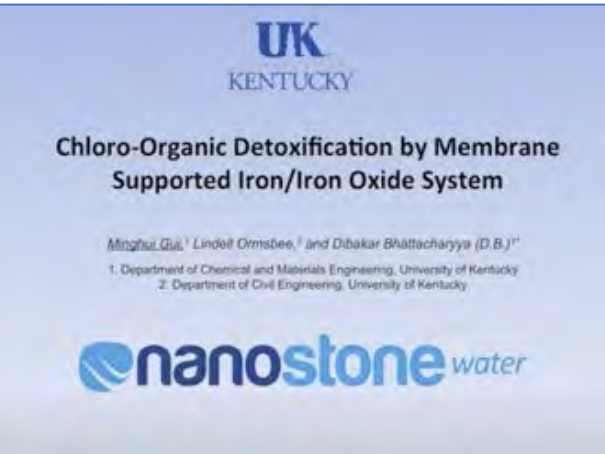 UK
KENTUCKY
Chloro-Organic Detoxification by Membrane
Supported Iron/Iron Oxide System
Minghui Gui,¹ Lindell Ormsbee,² and Dibakar Bhattacharyya (D.B.)¹*
1. Department of Chemical and Materials Engineering, University of Kentucky
2. Department of Civil Engineering, University of Kentucky
nanostone water